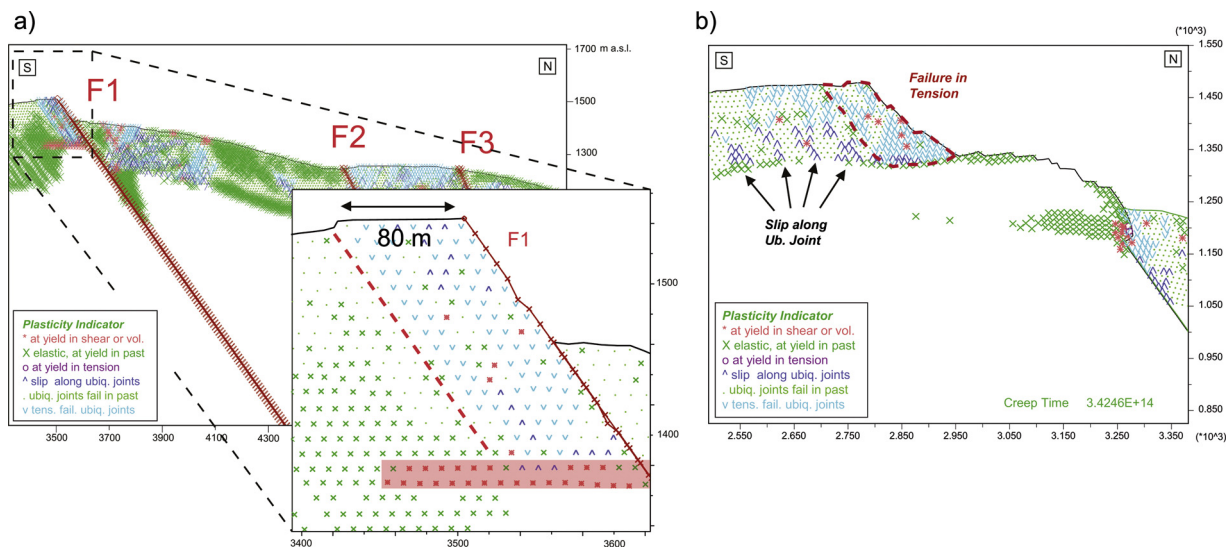 a)
1700 m a.s.l.
S
N
F1
1500
F2
F3
1300
80 m
F1
1500
1400
Plasticity Indicator
* at yield in shear or vol.
X elastic, at yield in past
o at yield in tension
^ slip along ubiq. joints
. ubiq. joints fail in past
v tens. fail. ubiq. joints
3500 3700 3900 4100 4300
3400 3500 3600
b)
(*10^3)
1.550
S
N
Failure in
Tension
1.450
1.350
Slip along
Ub. Joint
1.250
1.150
1.050
0.950
0.850
Plasticity Indicator
* at yield in shear or vol.
X elastic, at yield in past
o at yield in tension
^ slip along ubiq. joints
. ubiq. joints fail in past
v tens. fail. ubiq. joints
Creep Time 3.4246E+14
2.550 2.650 2.750 2.850 2.950 3.050 3.150 3.250 3.350
(*10^3)